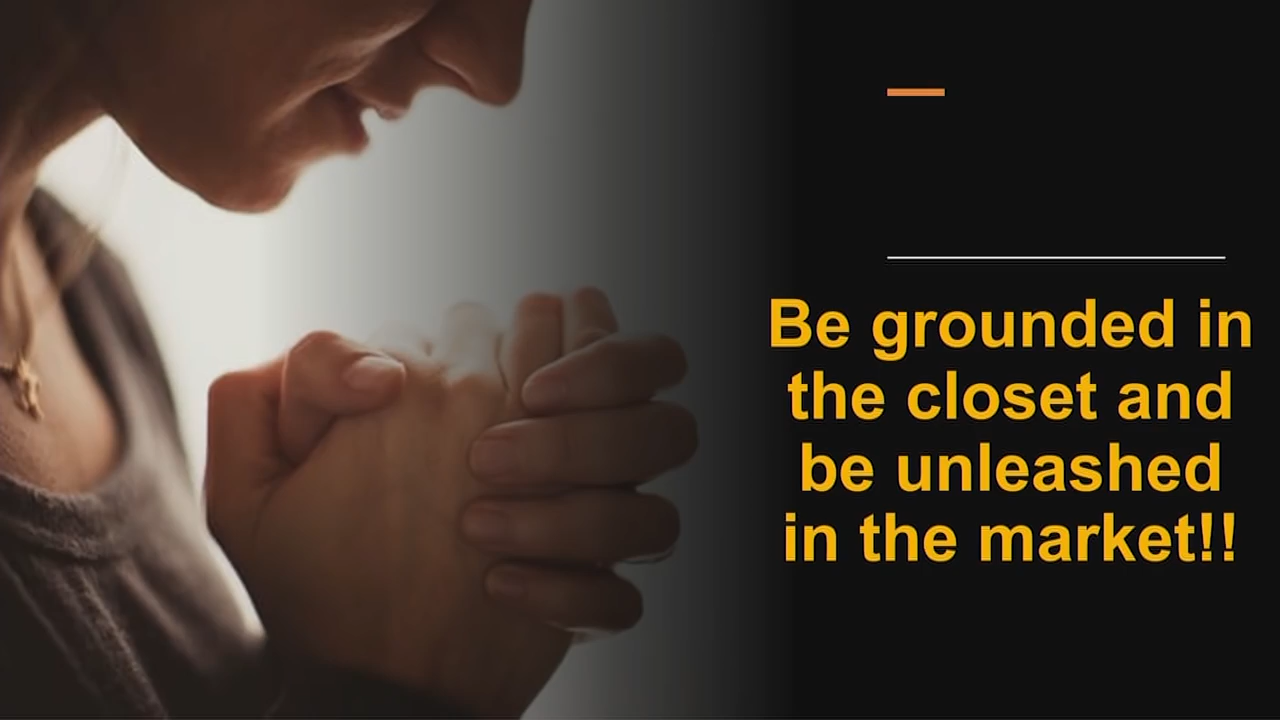 Be grounded in
the closet and
be unleashed
in the market!!